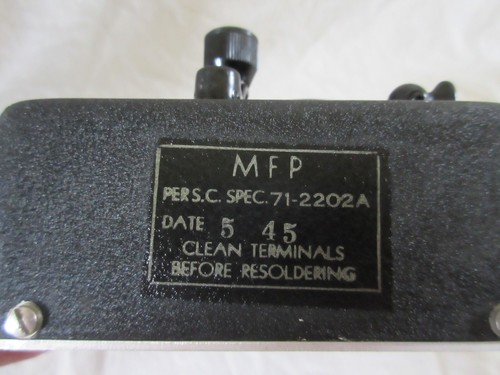 MFP
PER S.C. SPEC. 71-2202A
DATE 5 45
CLEAN TERMINALS
BEFORE RESOLDERING